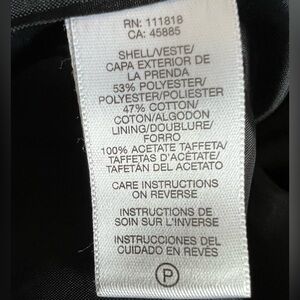 RN: 111818
CA: 45885
SHELL/VESTE/
CAPA EXTERIOR DE
LA PRENDA
53% POLYESTER/
POLYESTER/POLIESTER
47% COTTON/
COTON/ALGODON
LINING/DOUBLURE/
FORRO
100% ACETATE TAFFETA/
TAFFETAS D'ACÉTATE/
TAFETÁN DEL ACETATO
CARE INSTRUCTIONS
ON REVERSE
INSTRUCTIONS DE
SOIN SUR L'INVERSE
INSTRUCCIONES DEL
CUIDADO EN REVÉS
P